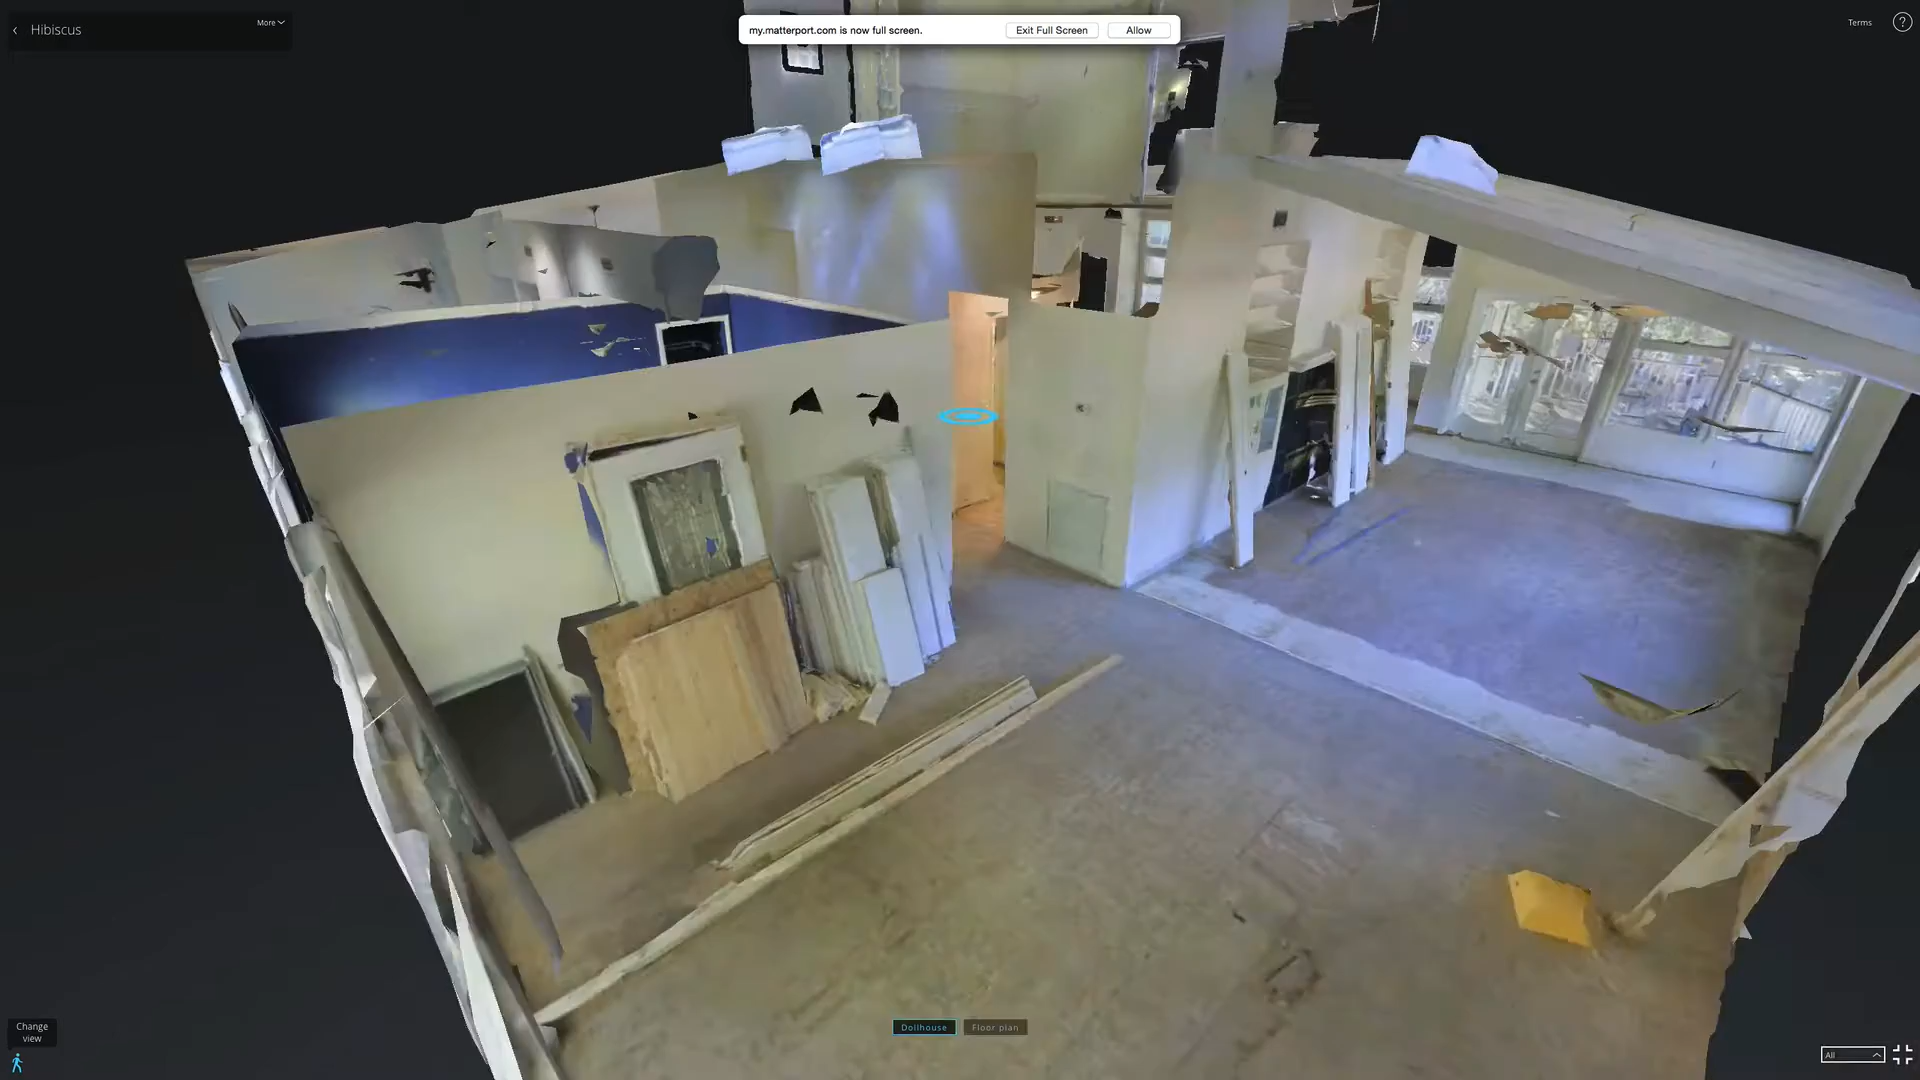 Hibiscus
More
my.matterport.com is now full screen.
Exit Full Screen
Allow
Terms
?
Change
view
Dollhouse
Floor plan
All